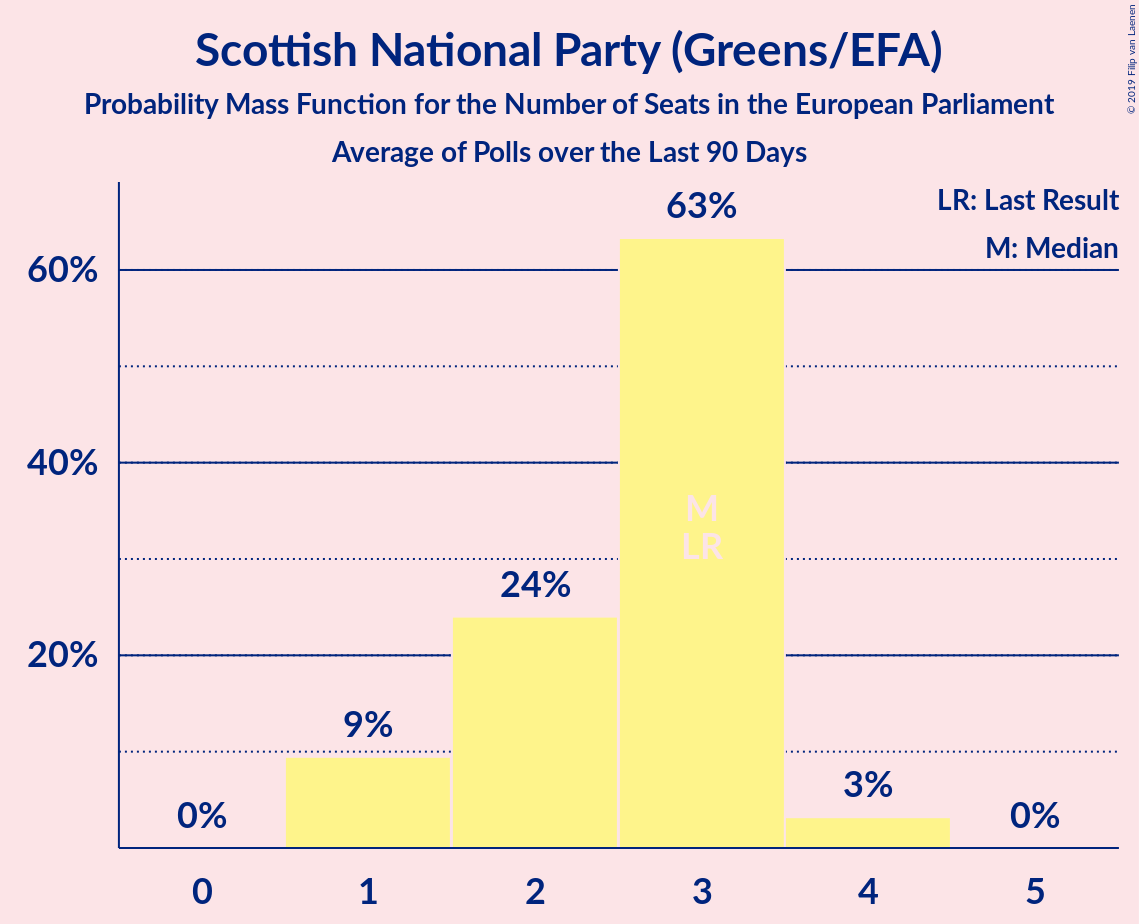 Scottish National Party (Greens/EFA)
Probability Mass Function for the Number of Seats in the European Parliament
Average of Polls over the Last 90 Days
© 2019 Filip van Laenen
LR: Last Result
M: Median
63%
60%
40%
M
LR
24%
20%
9%
3%
0%
0%
0 1 2 3 4 5